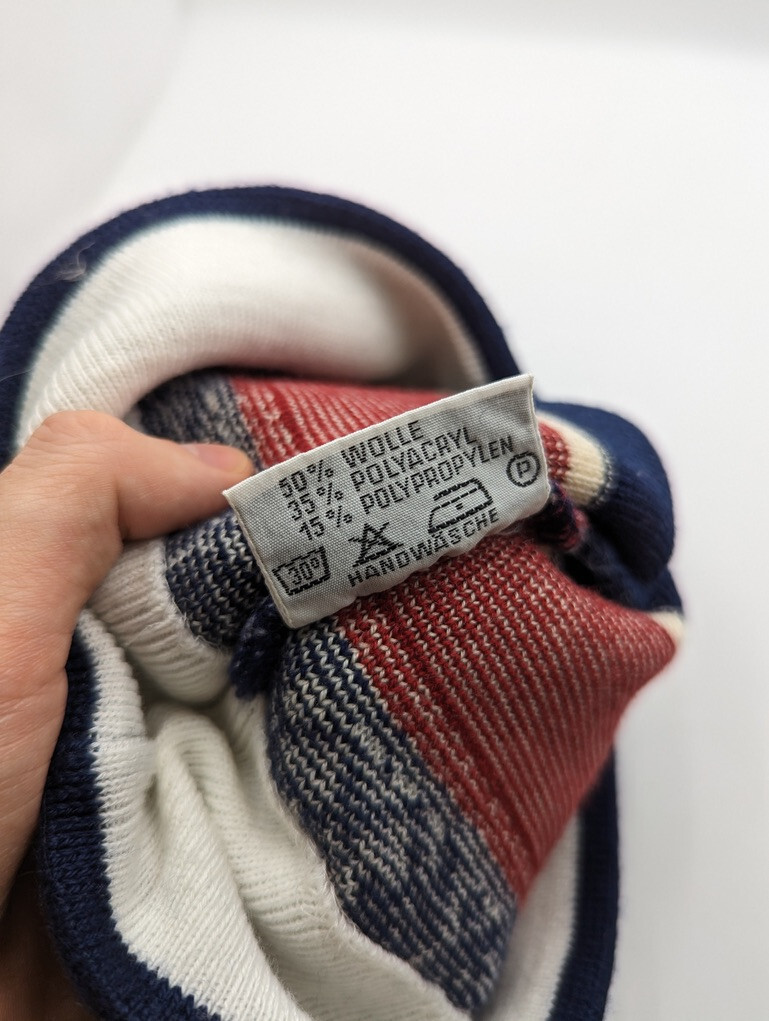 50% WOLLE
35% POLYACRYL
15% POLYPROPYLEN
P
30°
HANDWÄSCHE